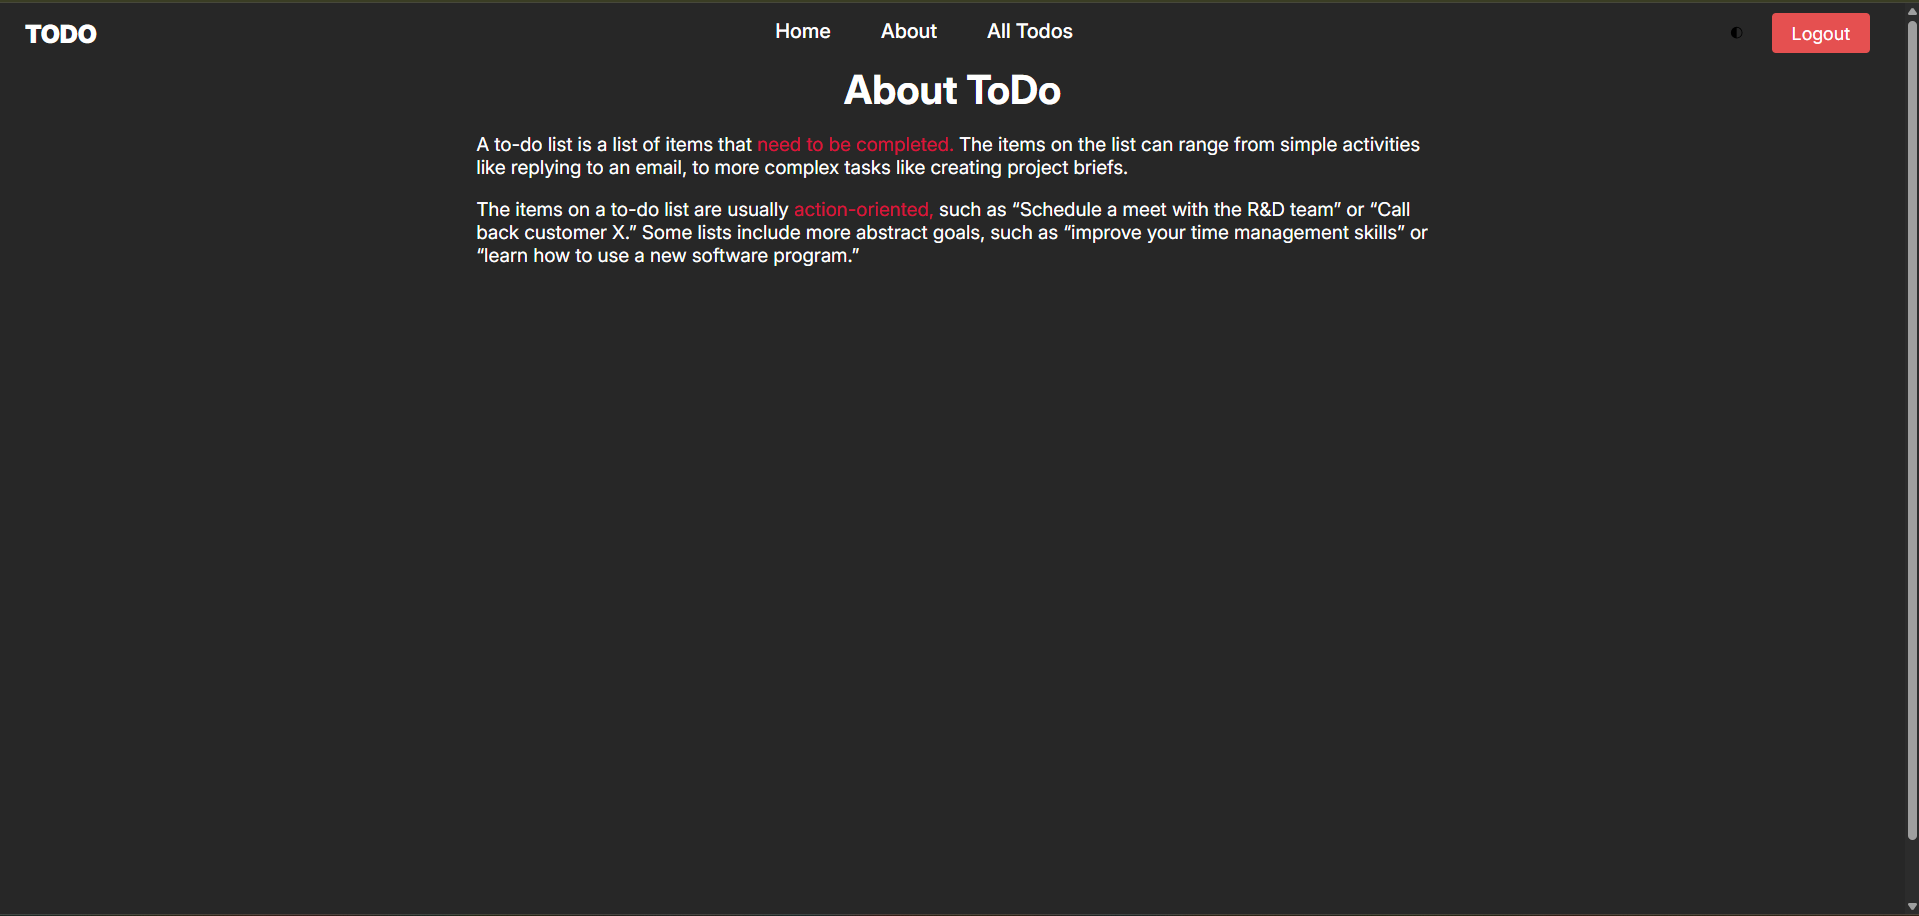 TODO
Home
About
All Todos
Logout
About ToDo
A to-do list is a list of items that need to be completed. The items on the list can range from simple activities
like replying to an email, to more complex tasks like creating project briefs.
The items on a to-do list are usually action-oriented, such as “Schedule a meet with the R&D team” or “Call
back customer X.” Some lists include more abstract goals, such as “improve your time management skills” or
“learn how to use a new software program.”